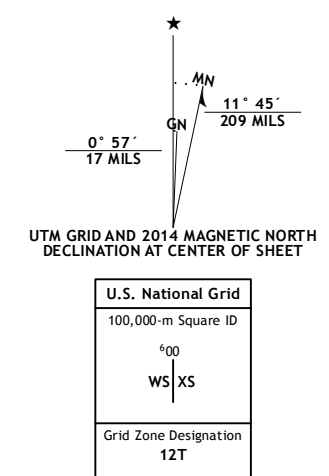 ★
MN
GN
11° 45´
209 MILS
0° 57´
17 MILS
UTM GRID AND 2014 MAGNETIC NORTH
DECLINATION AT CENTER OF SHEET
U.S. National Grid
100,000-m Square ID
⁶00
WS XS
Grid Zone Designation
12T